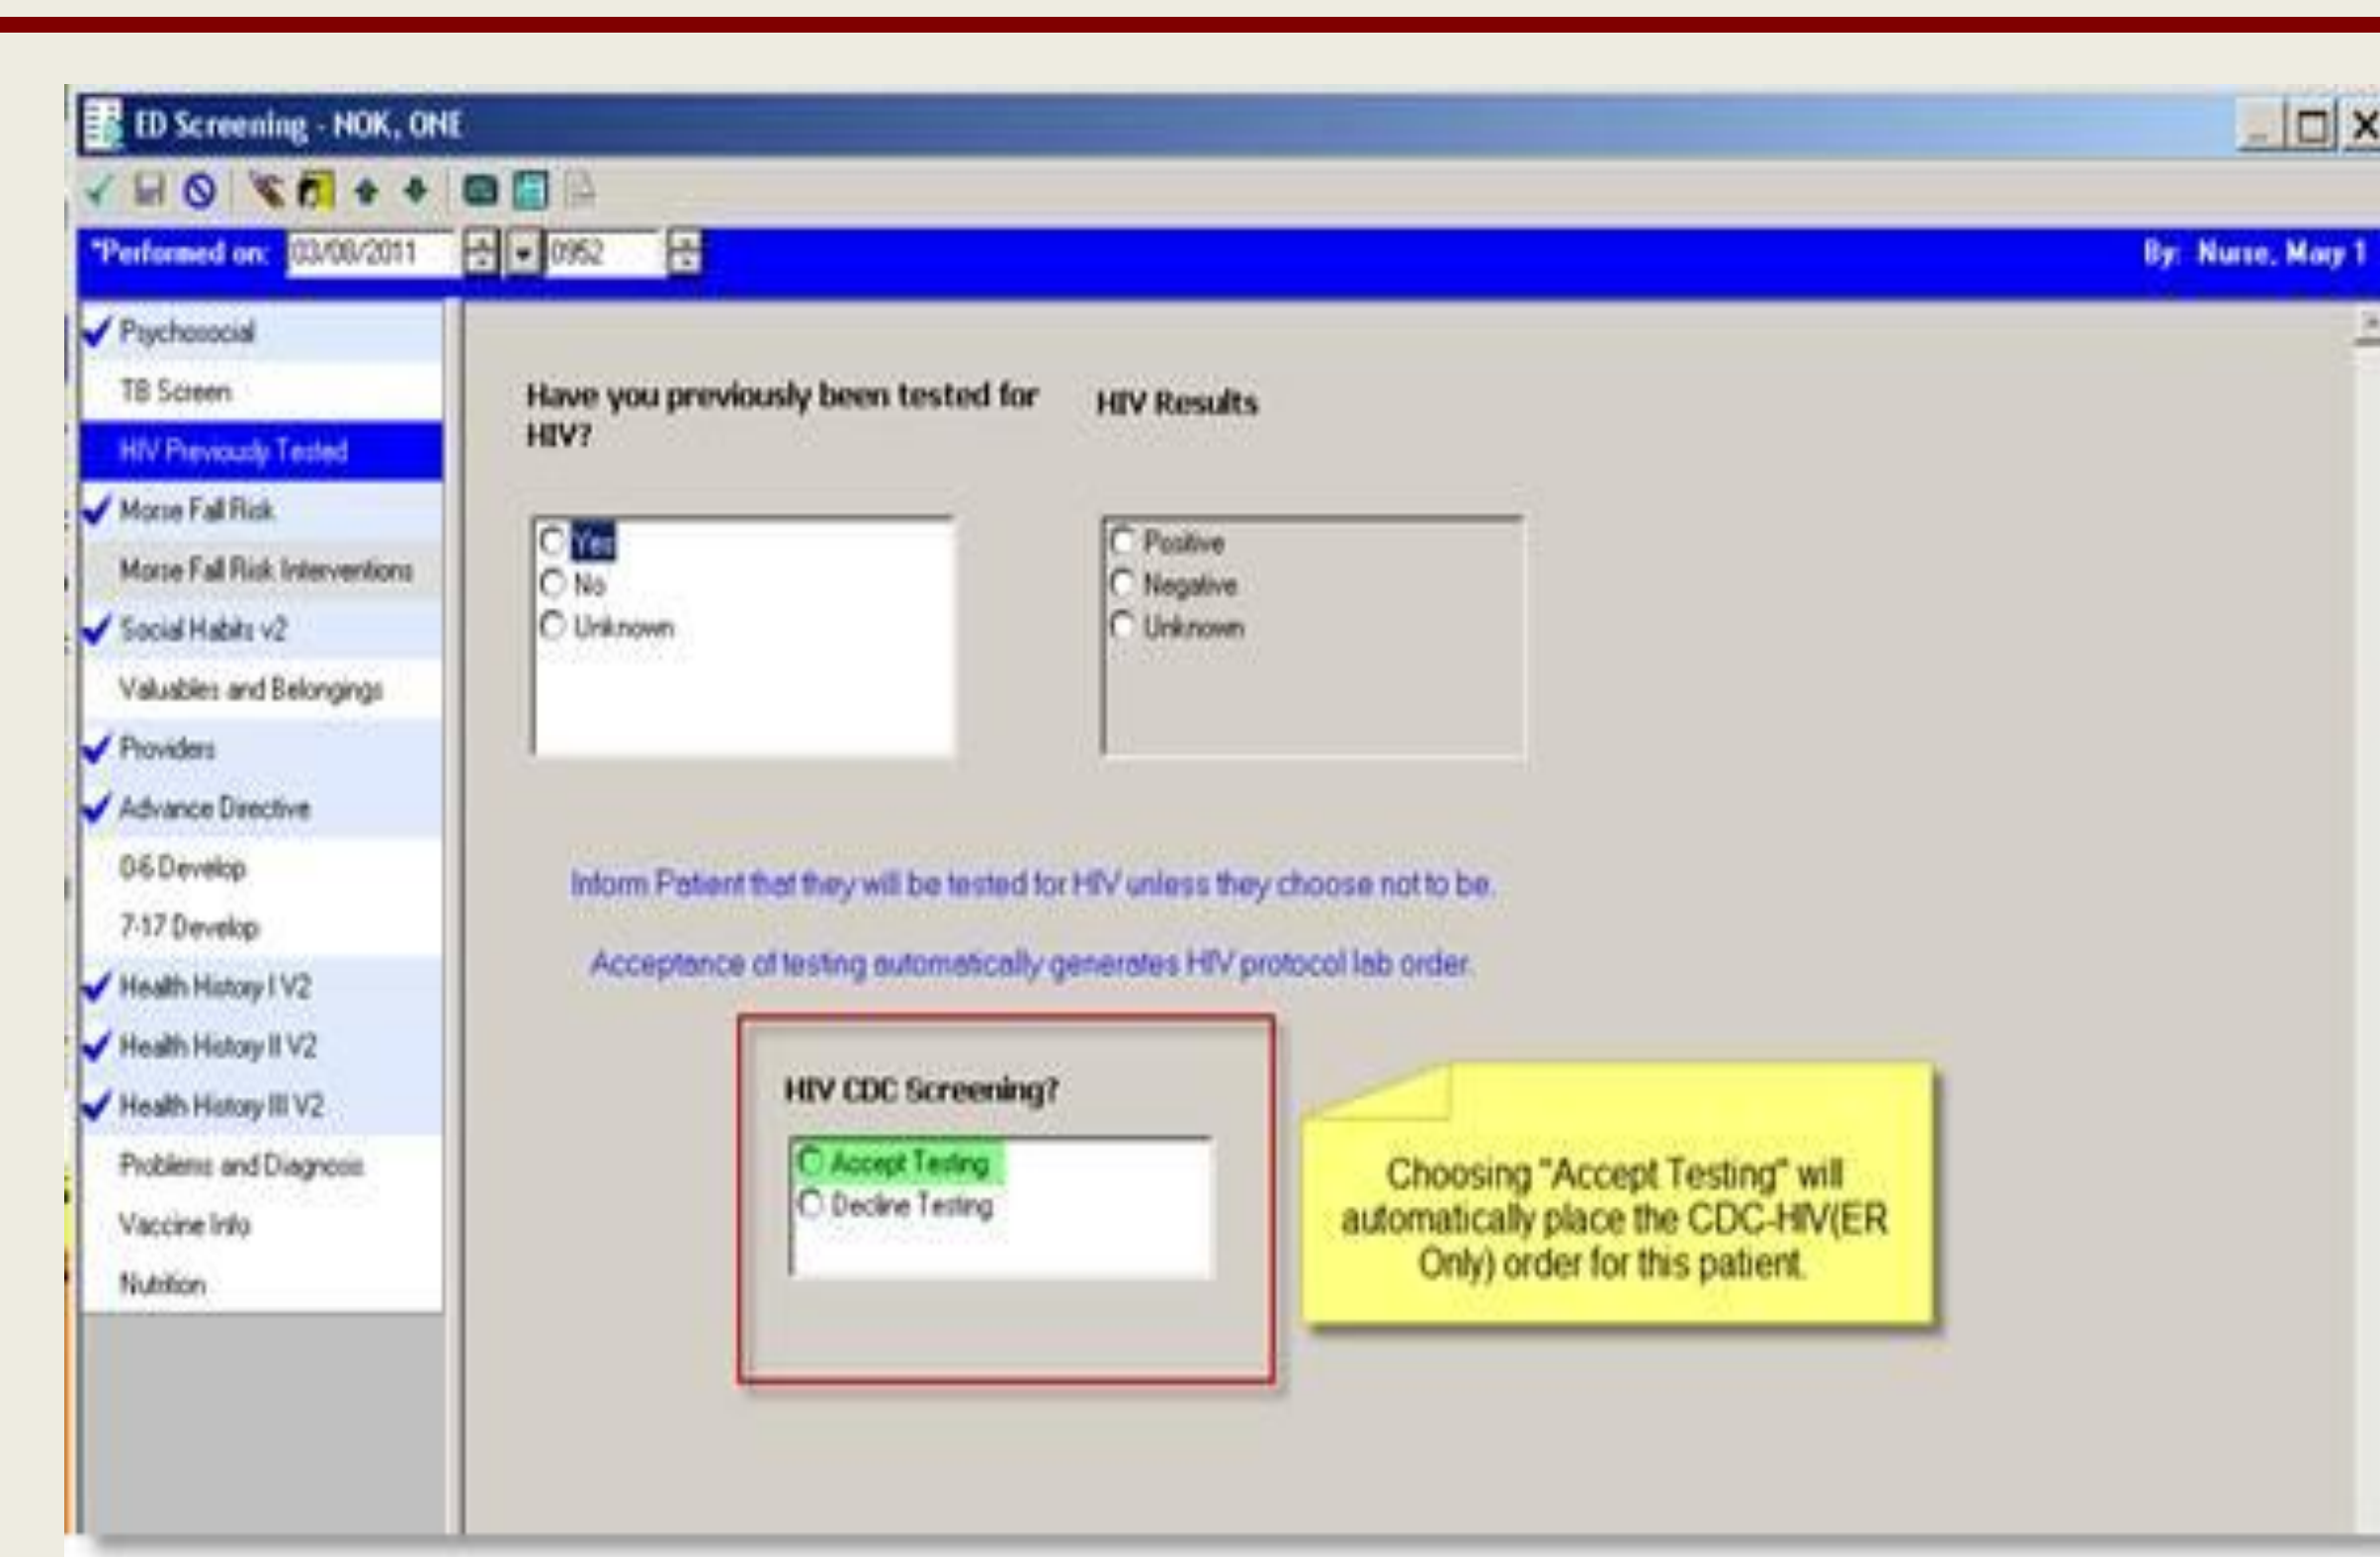 ED Screening - NOK, ONE
*Performed on: 03/08/2011 0952 By: Nurse, Mary 1
Psychosocial
TB Screen
HIV Previously Tested
Morse Fall Risk
Morse Fall Risk Interventions
Social Habits v2
Valuables and Belongings
Providers
Advance Directive
0-6 Develop
7-17 Develop
Health History I V2
Health History II V2
Health History III V2
Problems and Diagnosis
Vaccine Info
Nutrition
Have you previously been tested for
HIV?
Yes
No
Unknown
HIV Results
Positive
Negative
Unknown
Inform Patient that they will be tested for HIV unless they choose not to be.
Acceptance of testing automatically generates HIV protocol lab order.
HIV CDC Screening?
Accept Testing
Decline Testing
Choosing "Accept Testing" will
automatically place the CDC-HIV(ER
Only) order for this patient.